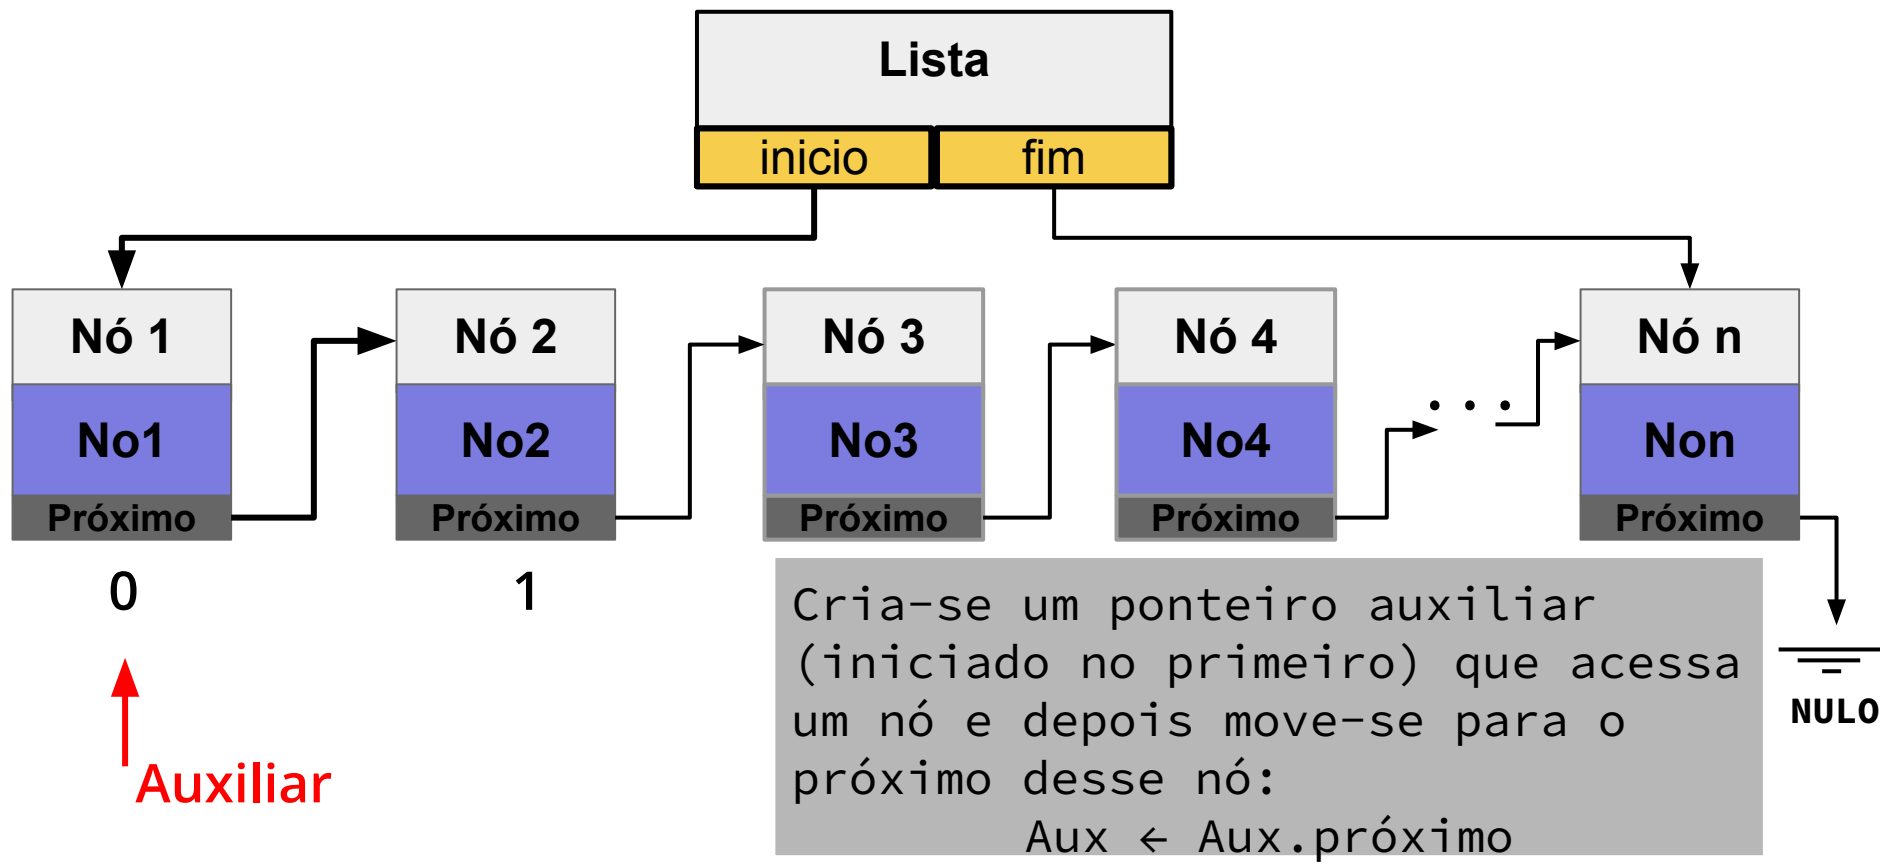 Lista
inicio fim
Nó 1 Nó 2 Nó 3 Nó 4 Nó n
...
No1 No2 No3 No4 Non
Próximo Próximo Próximo Próximo Próximo
0 1
Cria-se um ponteiro auxiliar
(iniciado no primeiro) que acessa
um nó e depois move-se para o
próximo desse nó:
Aux ← Aux.próximo
NULO
Auxiliar